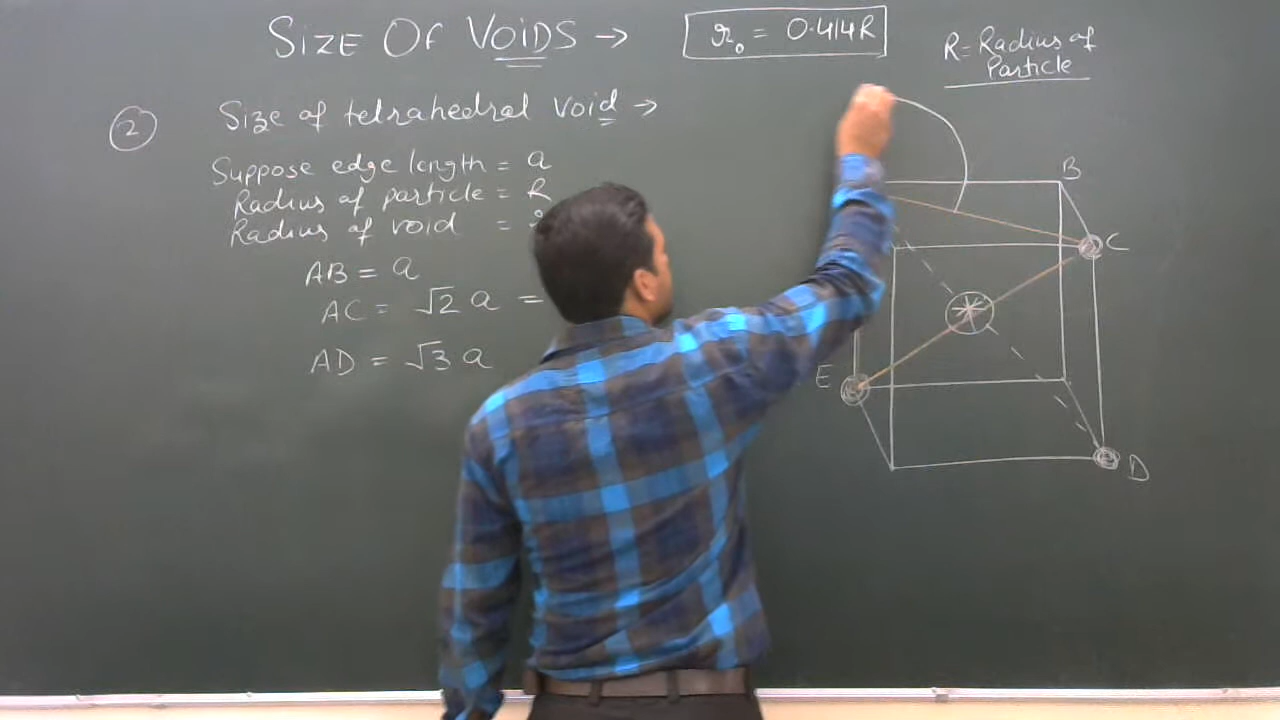 SIZE OF VOIDS → r₀ = 0.414R
R = Radius of
Particle
② Size of tetrahedral void →
Suppose edge length = a
Radius of particle = R
Radius of void =
AB = a
AC = √2 a =
AD = √3 a
B
C
E
D